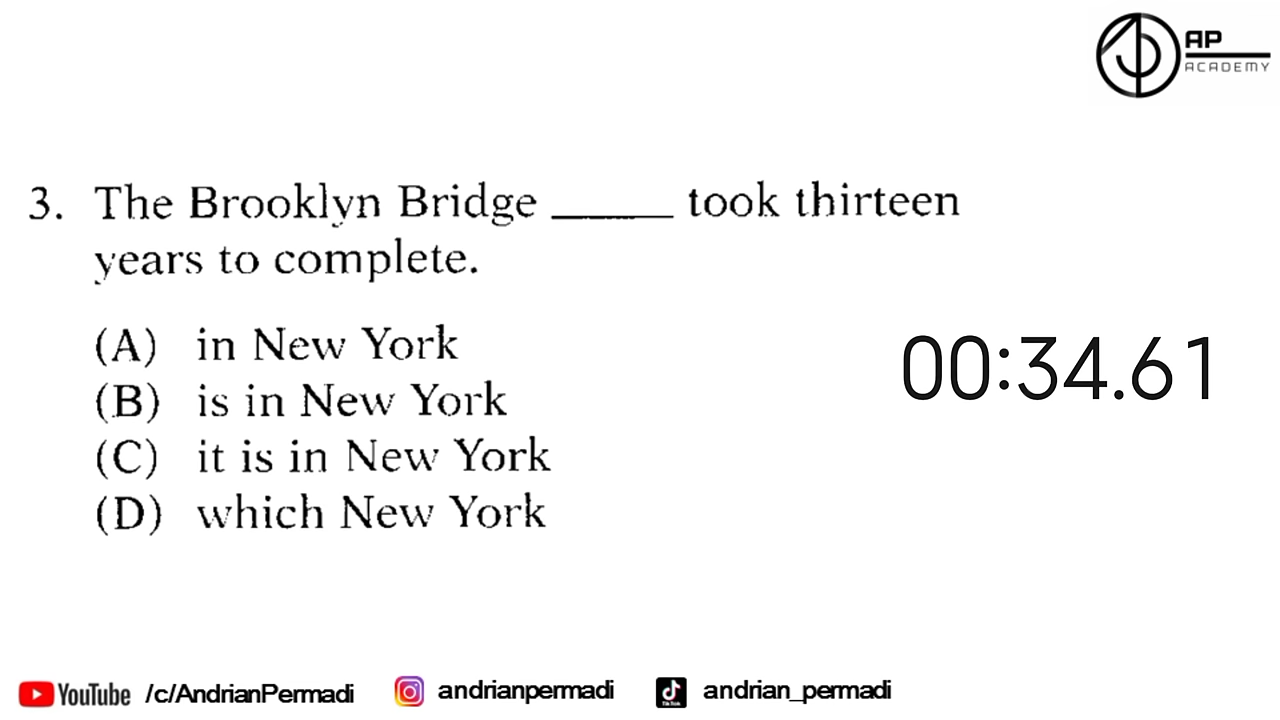 AP
ACADEMY
3. The Brooklyn Bridge _____ took thirteen
years to complete.
(A) in New York
(B) is in New York
(C) it is in New York
(D) which New York
00:34.61
YouTube /c/AndrianPermadi andrianpermadi TikTok andrian_permadi